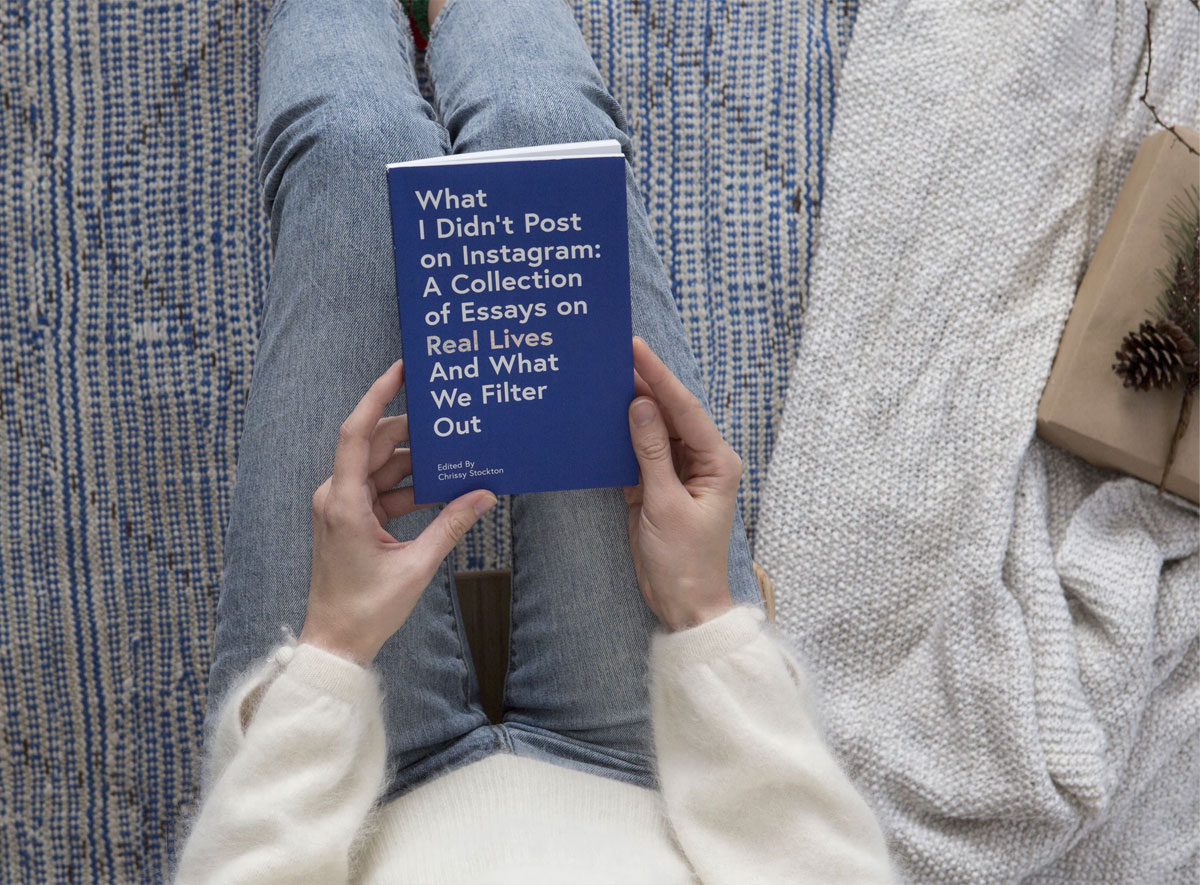 What
I Didn't Post
on Instagram:
A Collection
of Essays on
Real Lives
And What
We Filter
Out
Edited By
Chrissy Stockton